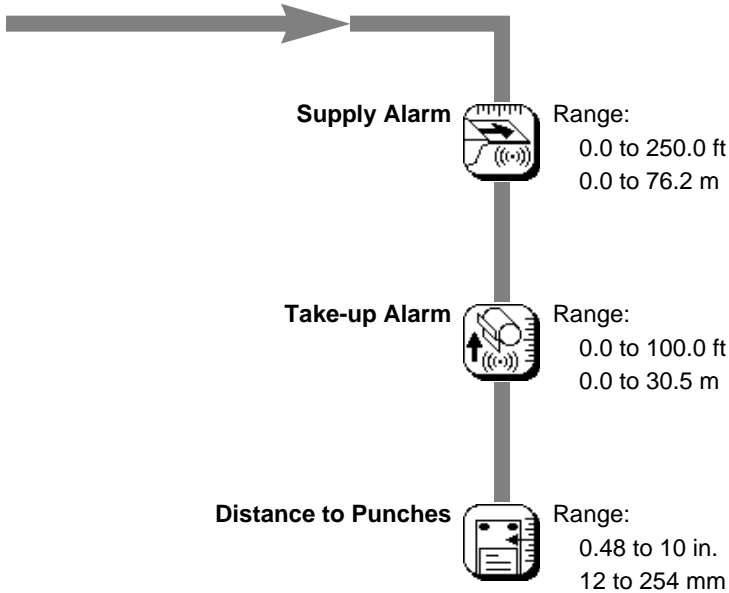 Supply Alarm
Range:
0.0 to 250.0 ft
0.0 to 76.2 m
Take-up Alarm
Range:
0.0 to 100.0 ft
0.0 to 30.5 m
Distance to Punches
Range:
0.48 to 10 in.
12 to 254 mm